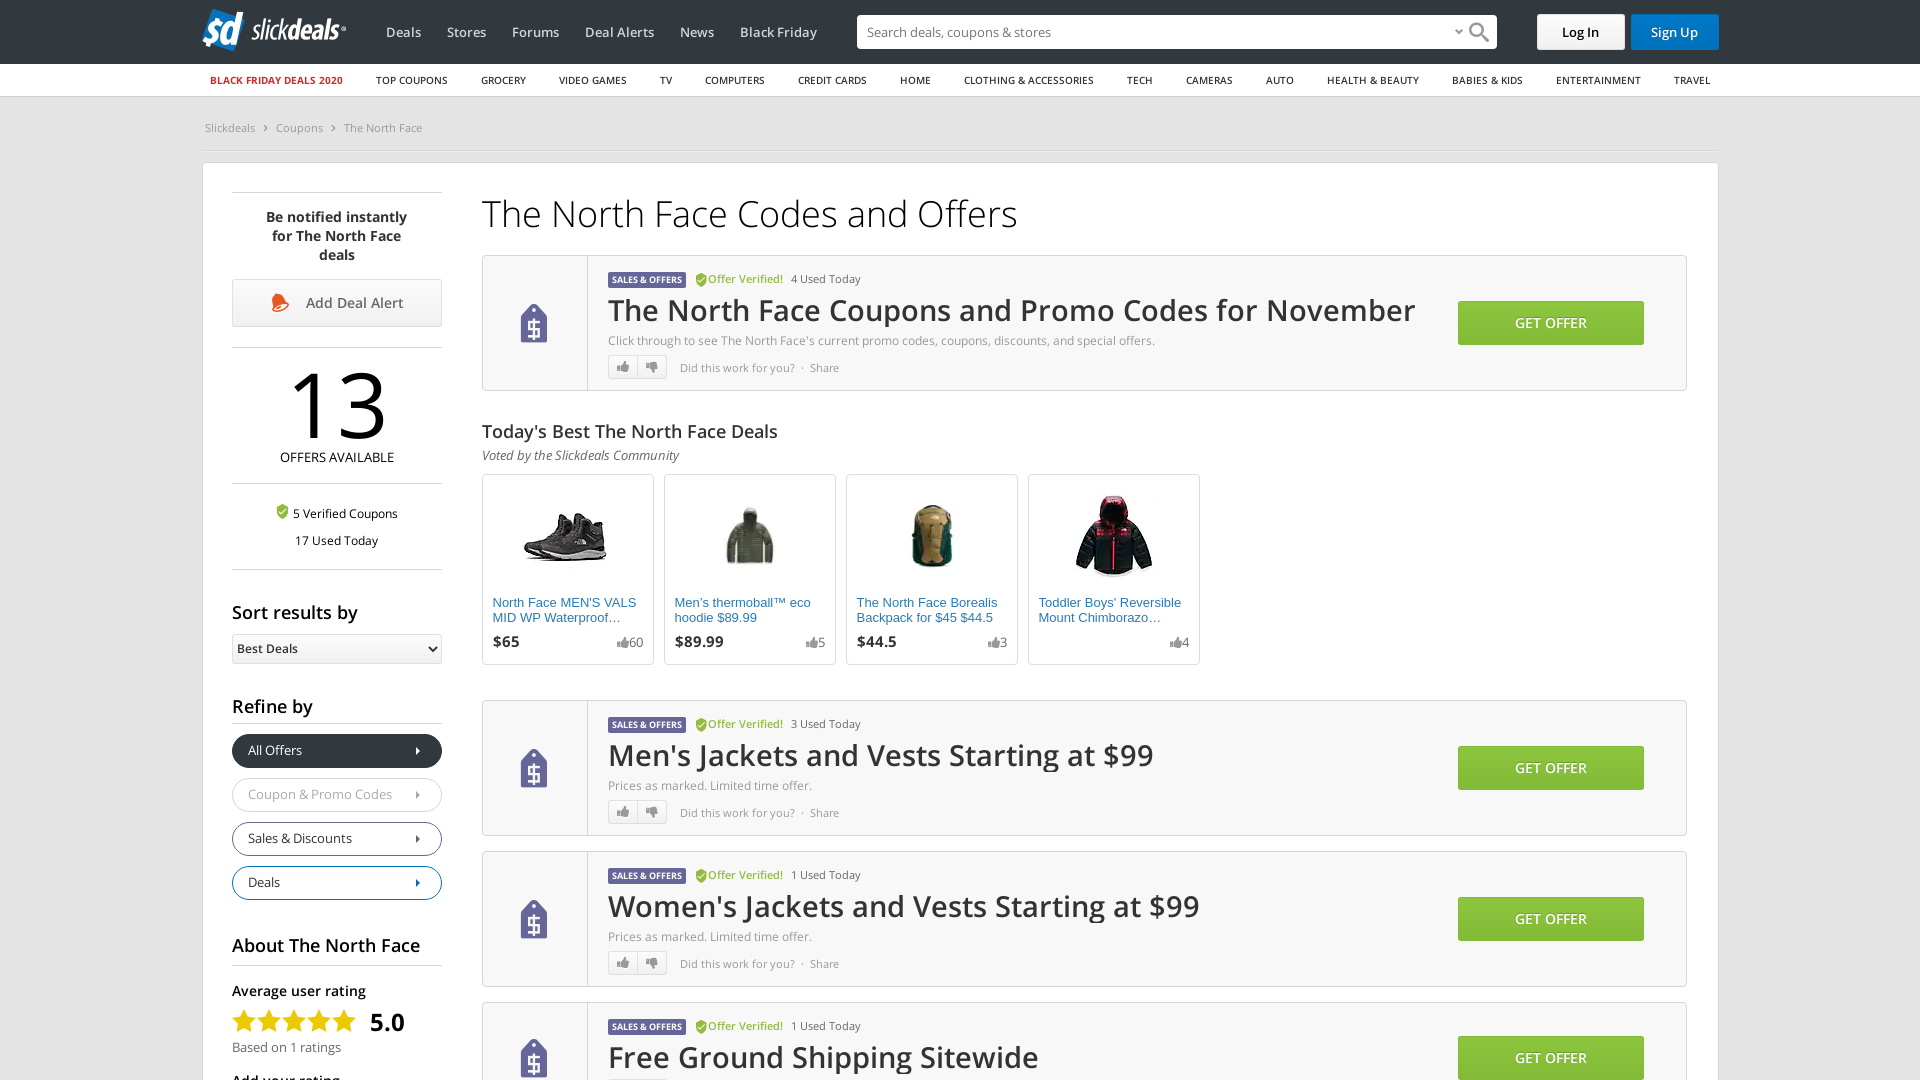 slickdeals
Deals
Stores
Forums
Deal Alerts
News
Black Friday
Search deals, coupons & stores
Log In
Sign Up
BLACK FRIDAY DEALS 2020
TOP COUPONS
GROCERY
VIDEO GAMES
TV
COMPUTERS
CREDIT CARDS
HOME
CLOTHING & ACCESSORIES
TECH
CAMERAS
AUTO
HEALTH & BEAUTY
BABIES & KIDS
ENTERTAINMENT
TRAVEL
Slickdeals › Coupons › The North Face
Be notified instantly
for The North Face
deals
Add Deal Alert
13
OFFERS AVAILABLE
5 Verified Coupons
17 Used Today
Sort results by
Best Deals
Refine by
All Offers
Coupon & Promo Codes
Sales & Discounts
Deals
About The North Face
Average user rating
5.0
Based on 1 ratings
Add your rating
The North Face Codes and Offers
SALES & OFFERS Offer Verified! 4 Used Today
The North Face Coupons and Promo Codes for November
Click through to see The North Face's current promo codes, coupons, discounts, and special offers.
Did this work for you? · Share
GET OFFER
Today's Best The North Face Deals
Voted by the Slickdeals Community
North Face MEN'S VALS
MID WP Waterproof…
$65
60
Men's thermoball™ eco
hoodie $89.99
$89.99
5
The North Face Borealis
Backpack for $45 $44.5
$44.5
3
Toddler Boys' Reversible
Mount Chimborazo…
4
SALES & OFFERS Offer Verified! 3 Used Today
Men's Jackets and Vests Starting at $99
Prices as marked. Limited time offer.
Did this work for you? · Share
GET OFFER
SALES & OFFERS Offer Verified! 1 Used Today
Women's Jackets and Vests Starting at $99
Prices as marked. Limited time offer.
Did this work for you? · Share
GET OFFER
SALES & OFFERS Offer Verified! 1 Used Today
Free Ground Shipping Sitewide
GET OFFER